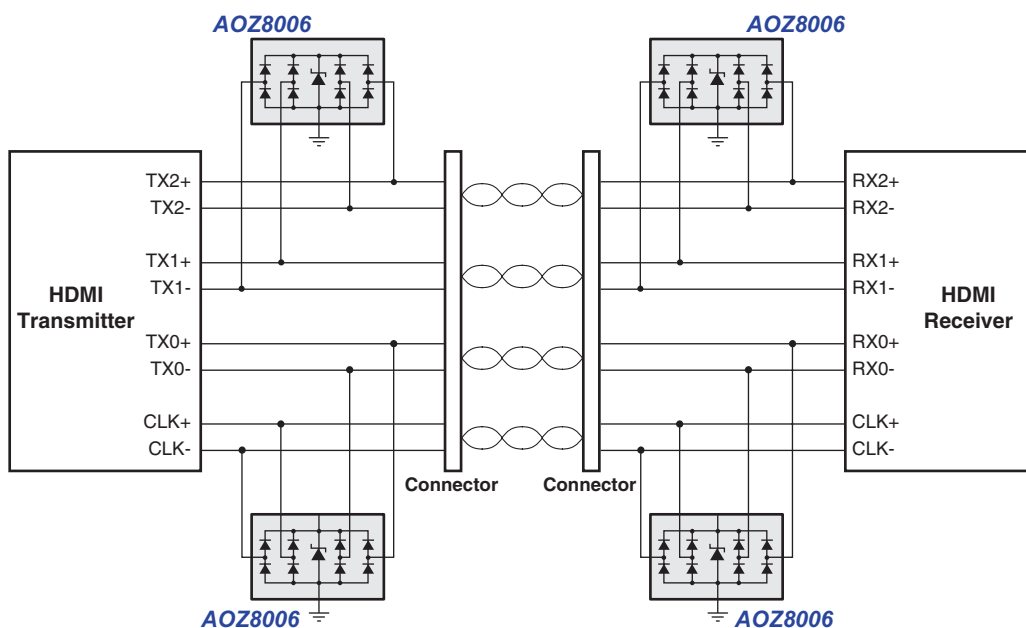 AOZ8006
AOZ8006
HDMI
Transmitter
TX2+
TX2-
TX1+
TX1-
TX0+
TX0-
CLK+
CLK-
Connector
Connector
RX2+
RX2-
RX1+
RX1-
RX0+
RX0-
CLK+
CLK-
HDMI
Receiver
AOZ8006
AOZ8006